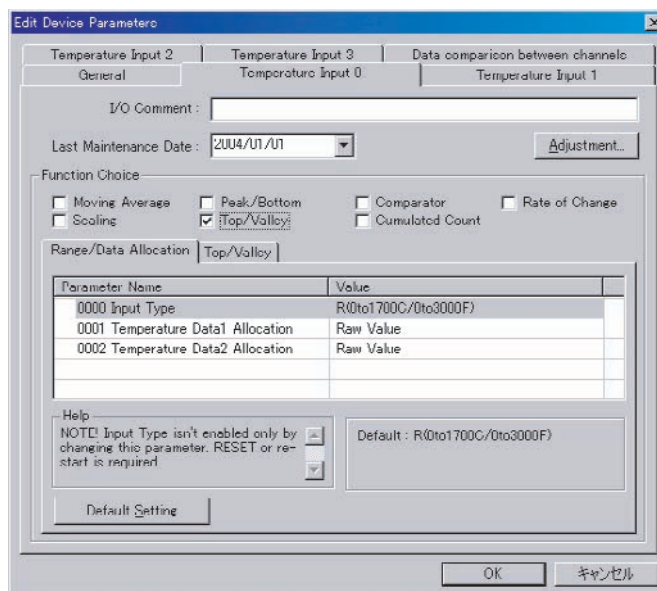 Edit Device Parameters
Temperature Input 2 Temperature Input 3 Data comparison between channels
General Temperature Input 0 Temperature Input 1
I/O Comment :
Last Maintenance Date : 2004/01/01 Adjustment...
Function Choice
Moving Average Peak/Bottom Comparator Rate of Change
Scaling Top/Valley Cumulated Count
Range/Data Allocation Top/Valley
Parameter Name Value
0000 Input Type R(0to1700C/0to3000F)
0001 Temperature Data1 Allocation Raw Value
0002 Temperature Data2 Allocation Raw Value
Help
NOTE! Input Type isn't enabled only by
changing this parameter. RESET or re-
start is required
Default : R(0to1700C/0to3000F)
Default Setting
OK キャンセル